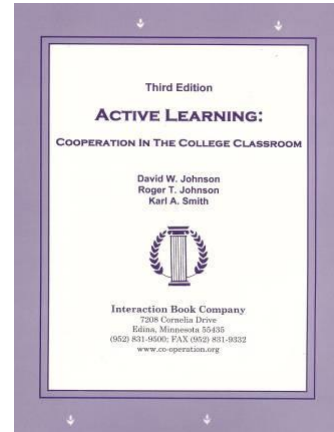 Third Edition
ACTIVE LEARNING:
COOPERATION IN THE COLLEGE CLASSROOM
David W. Johnson
Roger T. Johnson
Karl A. Smith
Interaction Book Company
7208 Cornelia Drive
Edina, Minnesota 55435
(952) 831-9500; FAX (952) 831-9332
www.co-operation.org